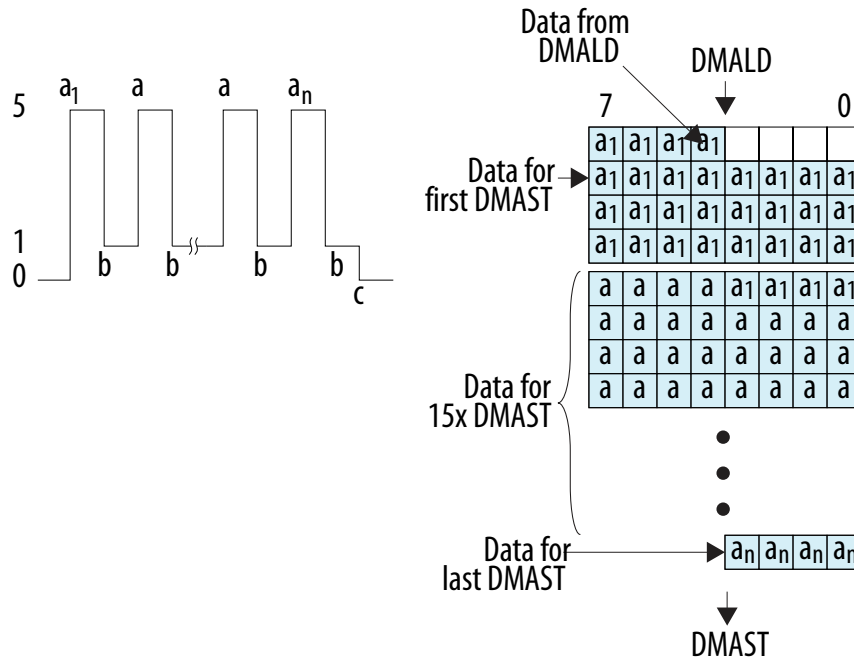 5
1
0
a1 a a an
b b b b
c
Data from
DMALD
DMALD
7 0
a1 a1 a1 a1
Data for
first DMAST
a1 a1 a1 a1 a1 a1 a1 a1
a1 a1 a1 a1 a1 a1 a1 a1
a1 a1 a1 a1 a1 a1 a1 a1
a a a a a1 a1 a1 a1
a a a a a a a a
a a a a a a a a
a a a a a a a a
Data for
15x DMAST
Data for
last DMAST
an an an an
DMAST